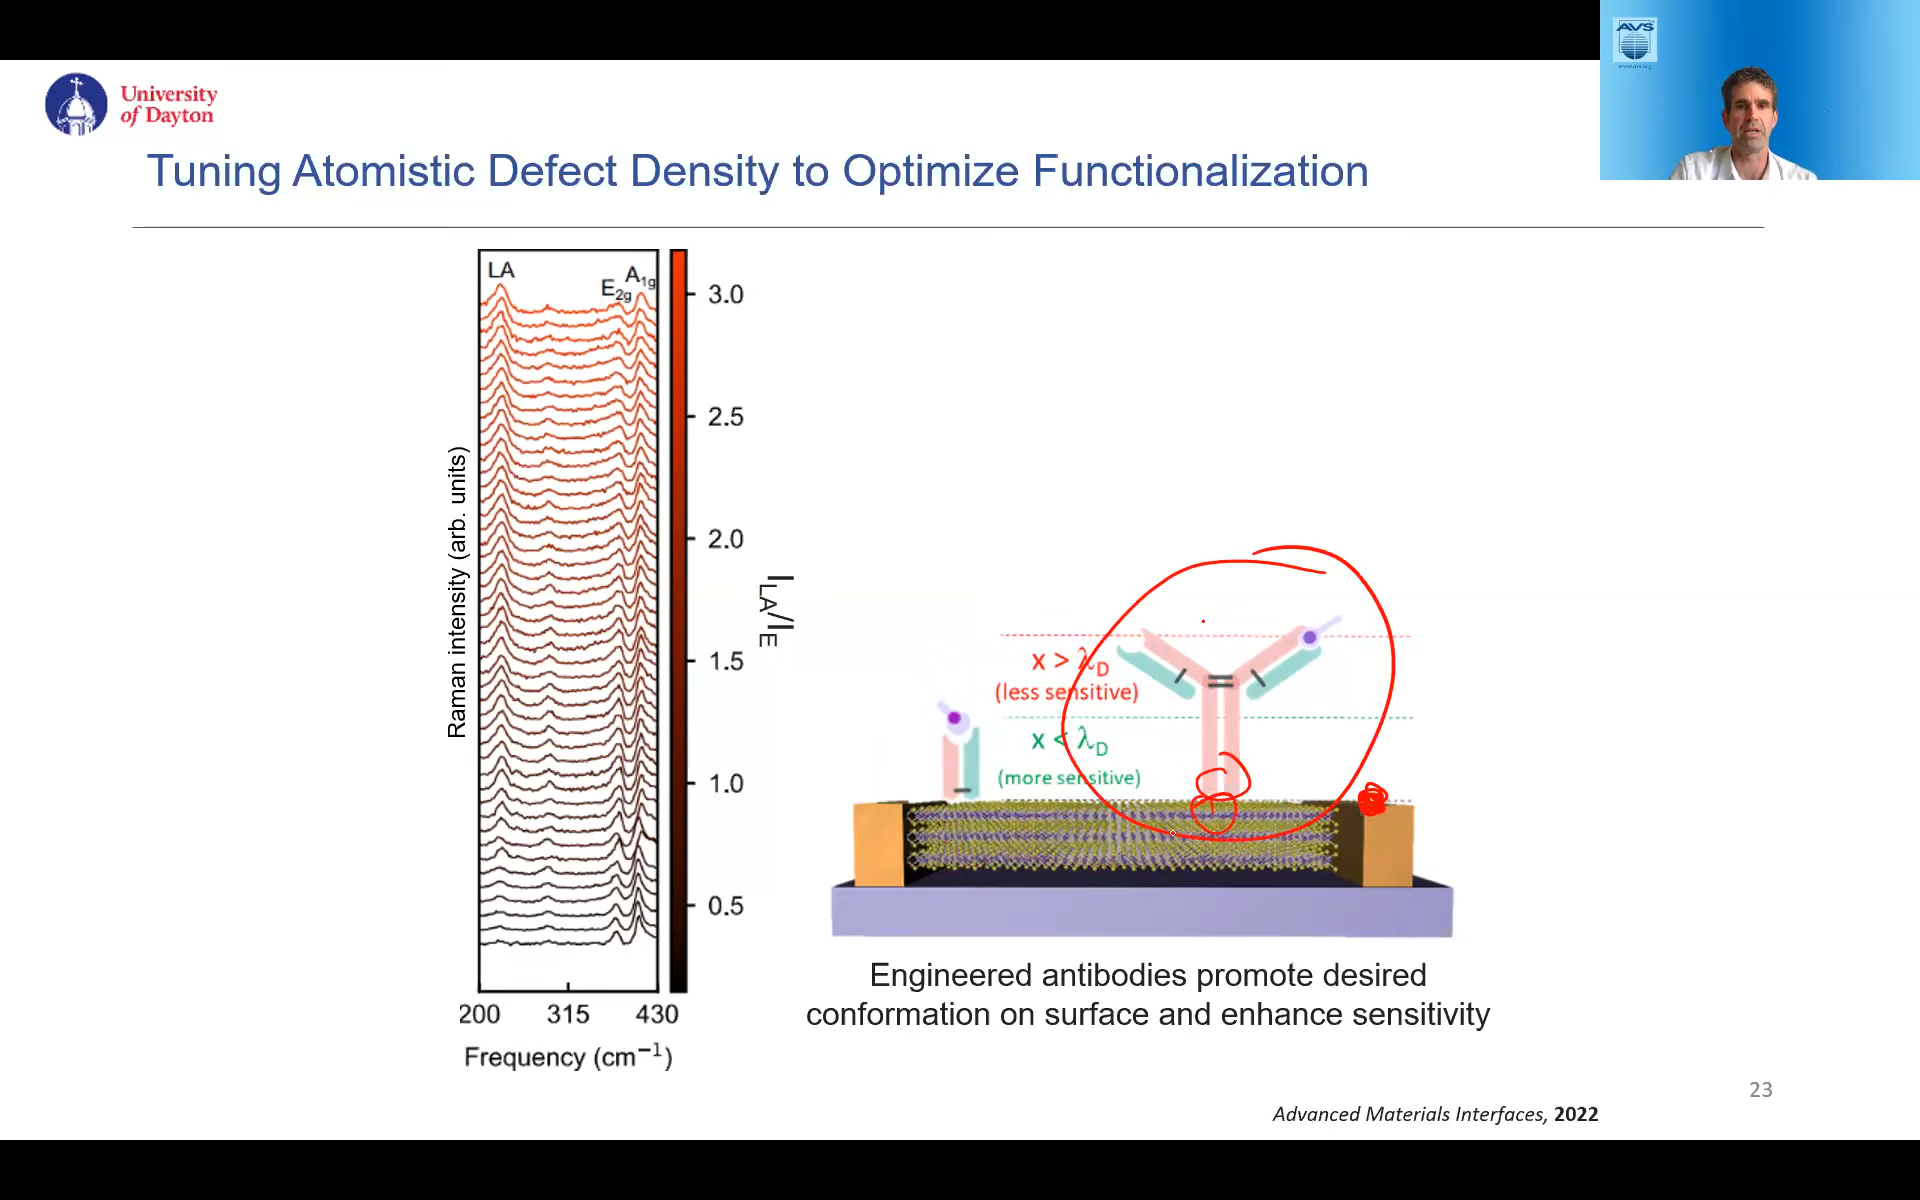 AVS
University
of Dayton
Tuning Atomistic Defect Density to Optimize Functionalization
LA
E2g
A1g
3.0
2.5
2.0
1.5
1.0
0.5
ILA/IE
Raman intensity (arb. units)
200 315 430
Frequency (cm−1)
x > λD
(less sensitive)
x < λD
(more sensitive)
Engineered antibodies promote desired
conformation on surface and enhance sensitivity
23
Advanced Materials Interfaces, 2022